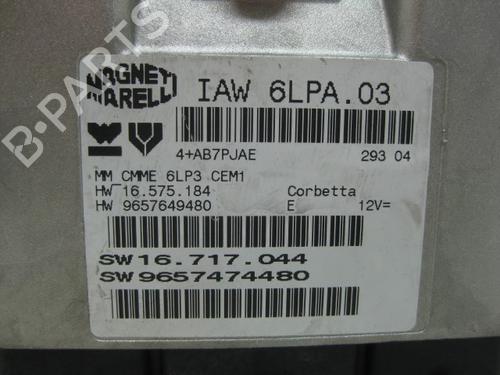 MAGNETI MARELLI
IAW 6LPA.03
4+AB7PJAE 293 04
MM CMME 6LP3 CEM1
HW 16.575.184 Corbetta
HW 9657649480 E 12V=
SW 16.717.044
SW 9657474480
B-PARTS